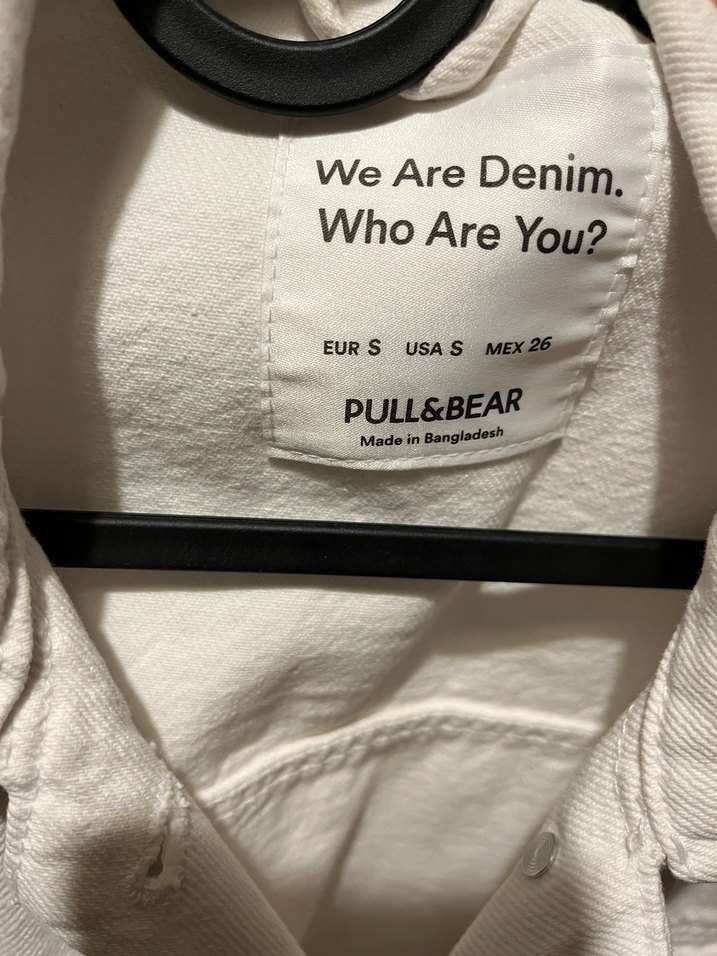 We Are Denim.
Who Are You?
EUR S USA S MEX 26
PULL&BEAR
Made in Bangladesh